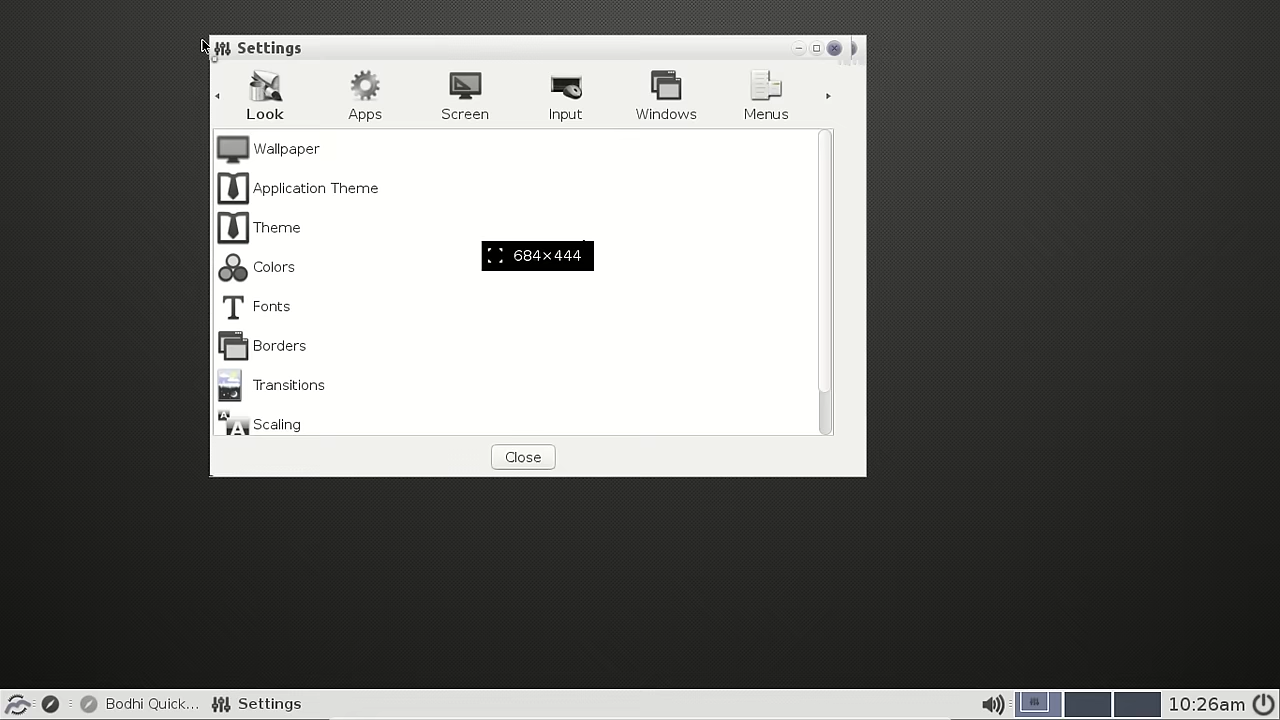 Settings
Look Apps Screen Input Windows Menus
Wallpaper
Application Theme
Theme
684×444
Colors
Fonts
Borders
Transitions
Scaling
Close
Bodhi Quick... Settings 10:26am